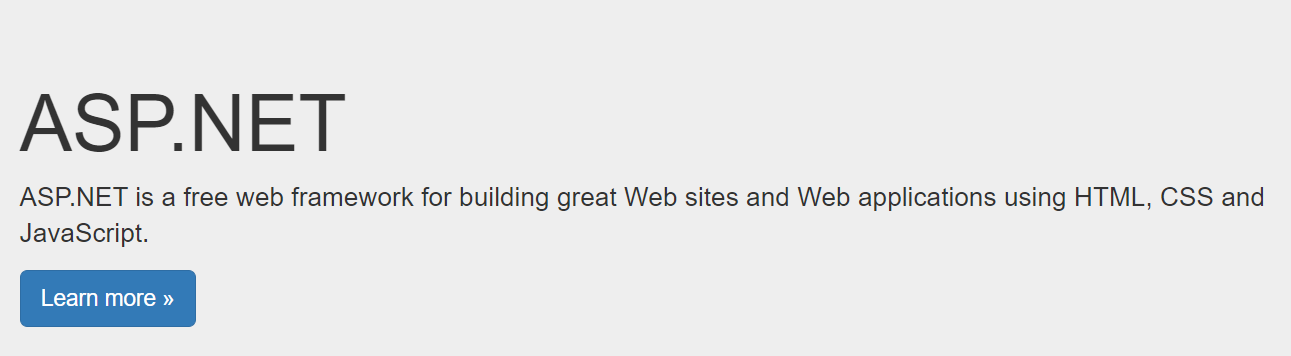 ASP.NET
ASP.NET is a free web framework for building great Web sites and Web applications using HTML, CSS and
JavaScript.
Learn more »